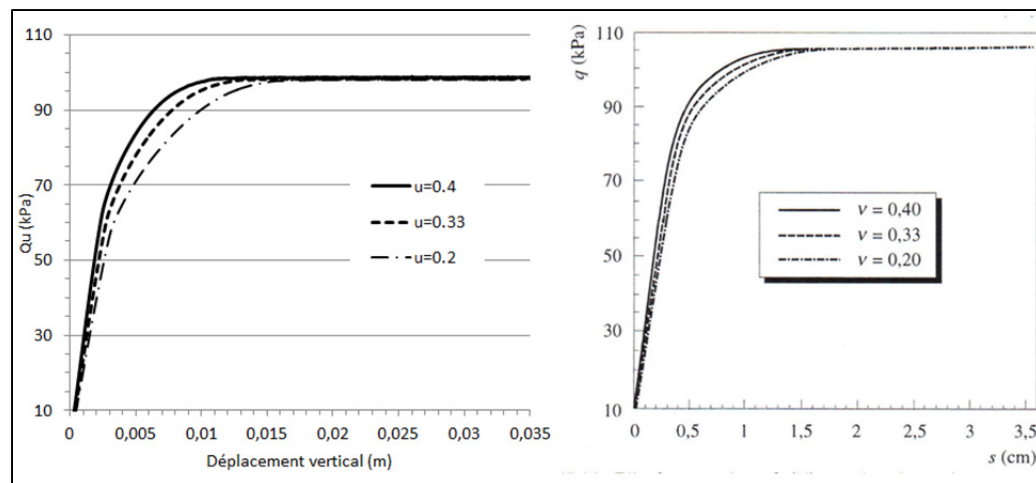 110
90
70
50
30
10
Qu (kPa)
u=0.4
u=0.33
u=0.2
0
0,005
0,01
0,015
0,02
0,025
0,03
0,035
Déplacement vertical (m)
110
90
70
50
30
10
q (kPa)
ν = 0,40
ν = 0,33
ν = 0,20
0
0,5
1
1,5
2
2,5
3
3,5
s (cm)